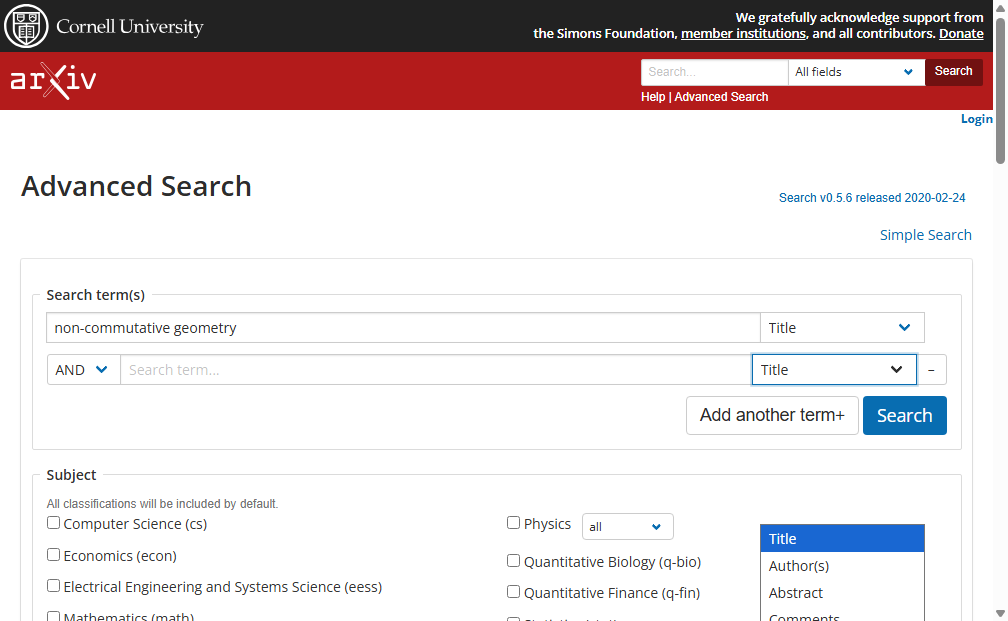 Cornell University
We gratefully acknowledge support from
the Simons Foundation, member institutions, and all contributors. Donate
arXiv
Search...
All fields
Search
Help | Advanced Search
Login
Advanced Search
Search v0.5.6 released 2020-02-24
Simple Search
Search term(s)
non-commutative geometry
Title
AND
Search term...
Title
-
Add another term+
Search
Subject
All classifications will be included by default.
Computer Science (cs)
Physics
all
Title
Economics (econ)
Quantitative Biology (q-bio)
Author(s)
Electrical Engineering and Systems Science (eess)
Quantitative Finance (q-fin)
Abstract
Mathematics (math)
Comments